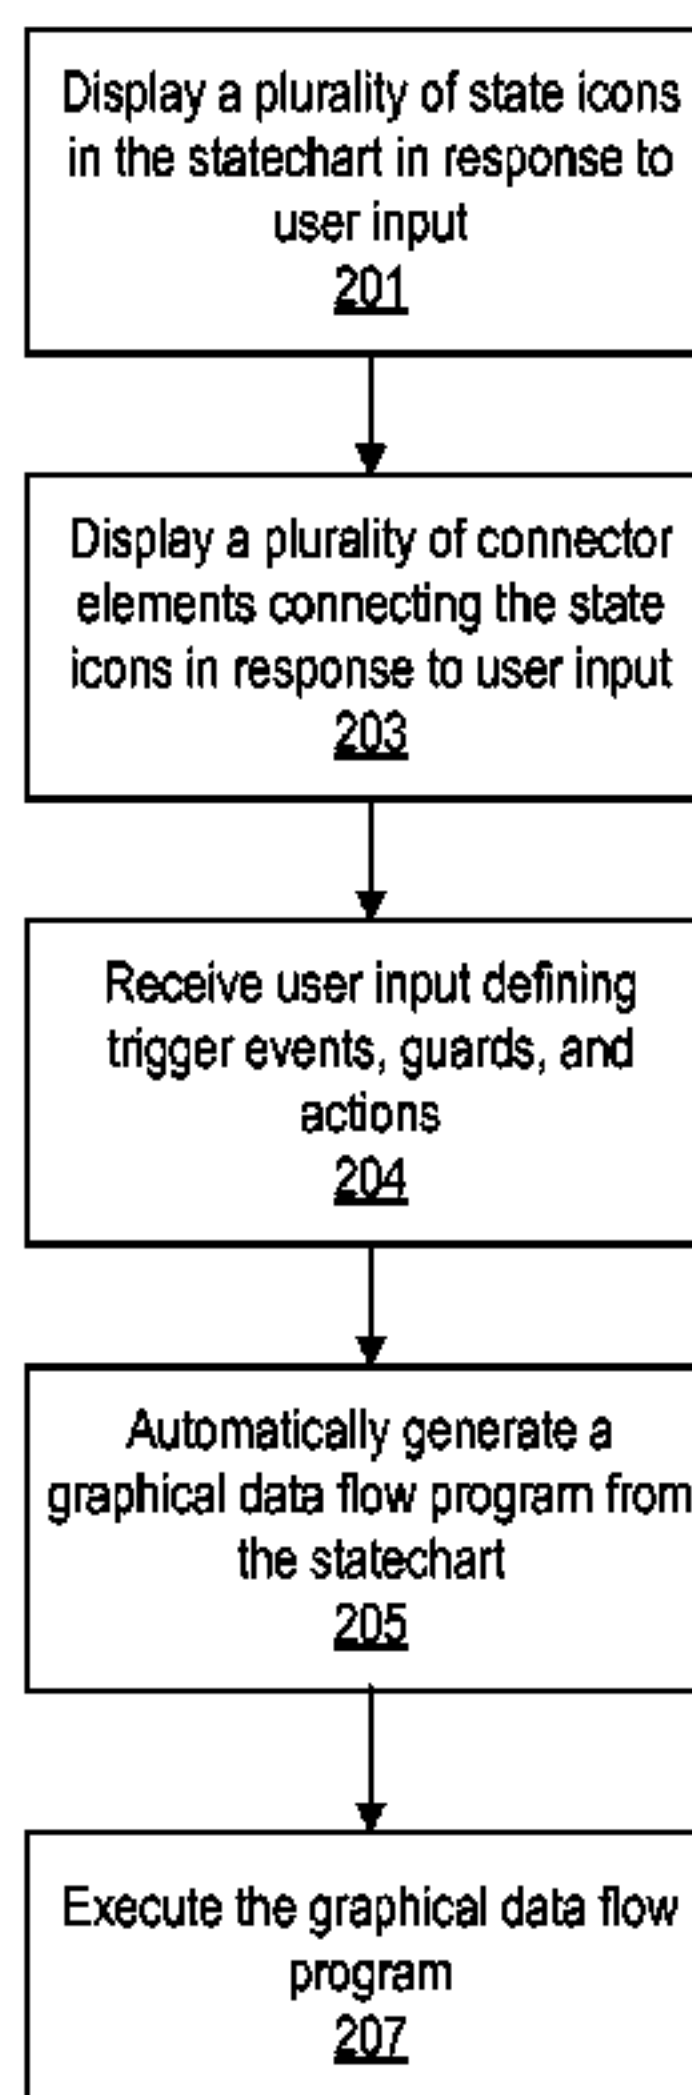 Display a plurality of state icons
in the statechart in response to
user input
201
Display a plurality of connector
elements connecting the state
icons in response to user input
203
Receive user input defining
trigger events, guards, and
actions
204
Automatically generate a
graphical data flow program from
the statechart
205
Execute the graphical data flow
program
207